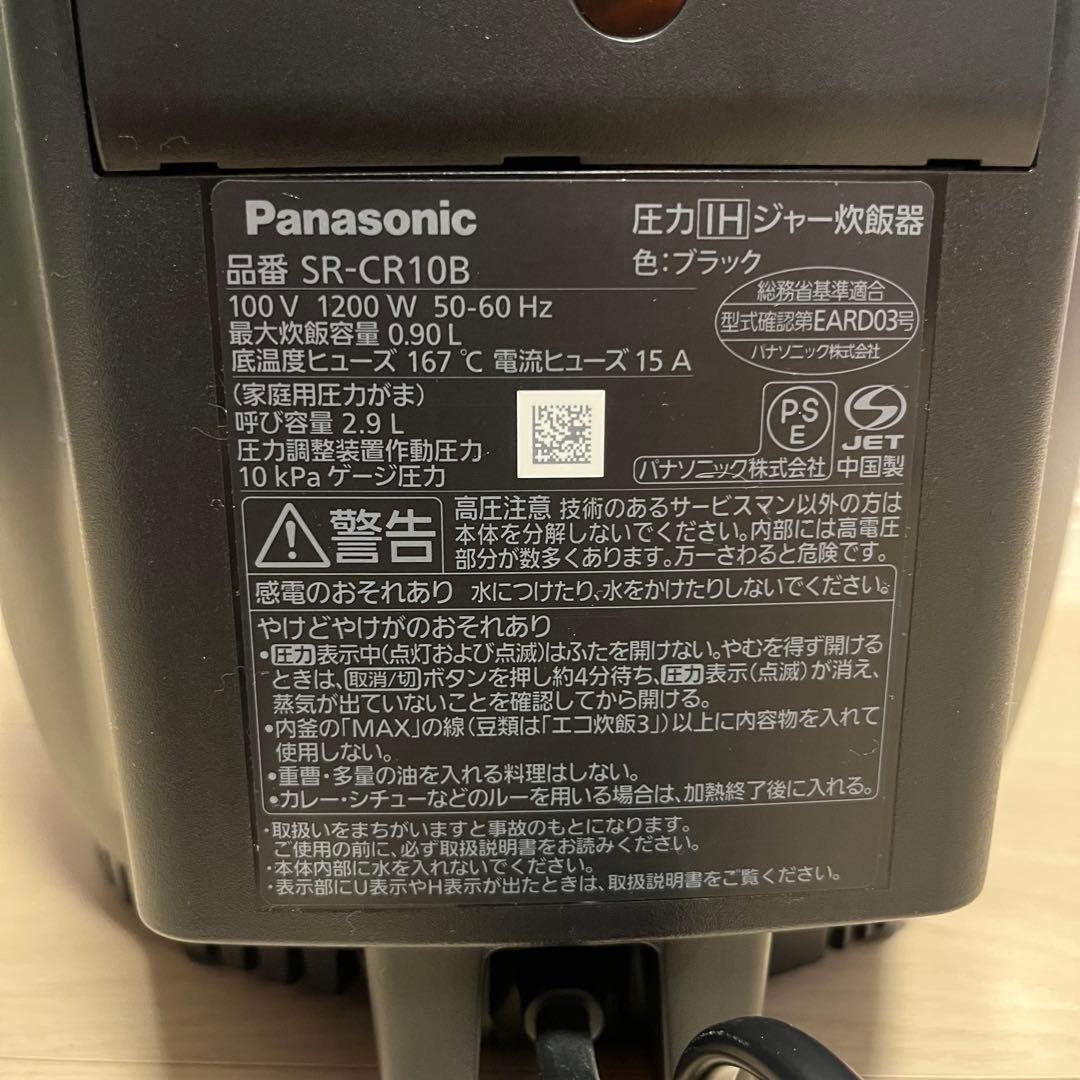 Panasonic
圧力IHジャー炊飯器
品番 SR-CR10B
色:ブラック
100 V 1200 W 50-60 Hz
最大炊飯容量 0.90 L
底温度ヒューズ 167 ℃ 電流ヒューズ 15 A
総務省基準適合
型式確認第EARD03号
パナソニック株式会社
(家庭用圧力がま)
呼び容量 2.9 L
圧力調整装置作動圧力
10 kPa ゲージ圧力
PSE
JET
パナソニック株式会社 中国製
警告
高圧注意 技術のあるサービスマン以外の方は
本体を分解しないでください。内部には高電圧
部分が数多くあります。万一さわると危険です。
感電のおそれあり 水につけたり、水をかけたりしないでください。
やけどやけがのおそれあり
・圧力表示中(点灯および点滅)はふたを開けない。やむを得ず開ける
ときは、取消/切ボタンを押し約4分待ち、圧力表示(点滅)が消え、
蒸気が出ていないことを確認してから開ける。
・内釜の「MAX」の線(豆類は「エコ炊飯3」)以上に内容物を入れて
使用しない。
・重曹・多量の油を入れる料理はしない。
・カレー・シチューなどのルーを用いる場合は、加熱終了後に入れる。
・取扱いをまちがいますと事故のもとになります。
ご使用の前に、必ず取扱説明書をお読みください。
・本体内部に水を入れないでください。
・表示部にU表示やH表示が出たときは、取扱説明書をご覧ください。